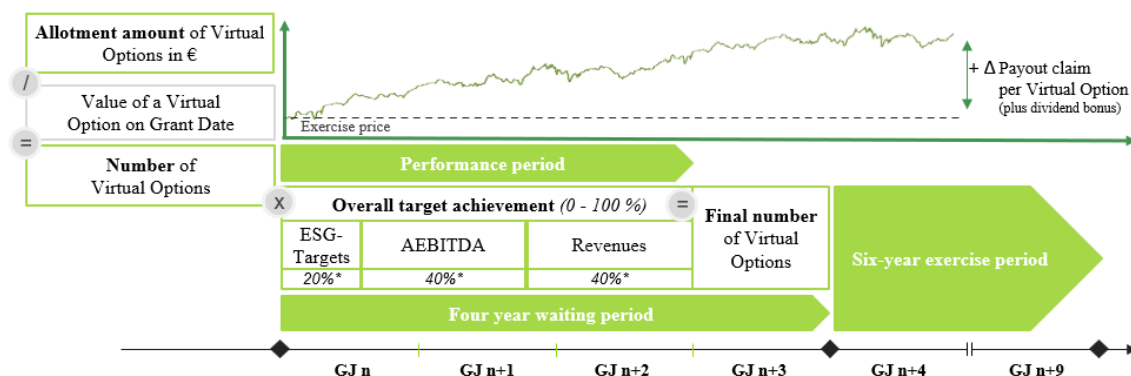 Allotment amount of Virtual
Options in €
/
Value of a Virtual
Option on Grant Date
=
Number of
Virtual Options
Exercise price
+ Δ Payout claim
per Virtual Option
(plus dividend bonus)
Performance period
x
Overall target achievement (0 - 100 %)
=
ESG-
Targets
AEBITDA
Revenues
20%*
40%*
40%*
Final number
of Virtual
Options
Six-year exercise period
Four year waiting period
GJ n
GJ n+1
GJ n+2
GJ n+3
GJ n+4
GJ n+9